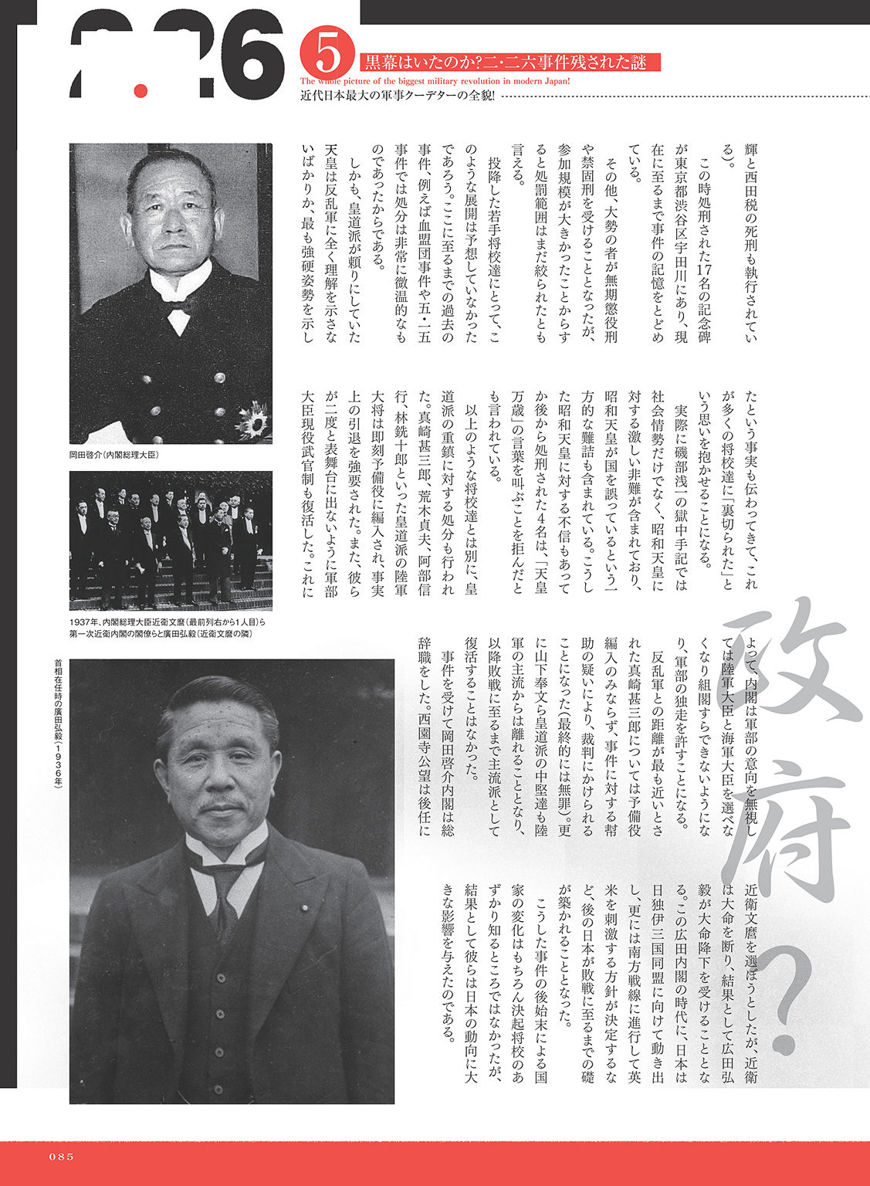 2.26
5
黒幕はいたのか?二・二六事件残された謎
The whole picture of the biggest military revolution in modern Japan!
近代日本最大の軍事クーデターの全貌!
輝と西田税の死刑も執行されてい
る)。
この時処刑された17名の記念碑
が東京都渋谷区宇田川にあり、現
在に至るまで事件の記憶をとどめ
ている。
その他、大勢の者が無期懲役刑
や禁固刑を受けることとなったが、
参加規模が大きかったことからす
ると処罰範囲はまだ絞られたとも
言える。
投降した若手将校達にとって、こ
のような展開は予想していなかった
であろう。ここに至るまでの過去の
事件、例えば血盟団事件や五・一五
事件では処分は非常に微温的なも
のであったからである。
しかも、皇道派が頼りにしていた
天皇は反乱軍に全く理解を示さな
いばかりか、最も強硬姿勢を示し
たという事実も伝わってきて、これ
が多くの将校達に「裏切られた」と
いう思いを抱かせることになる。
実際に磯部浅一の獄中手記では
社会情勢だけでなく、昭和天皇に
対する激しい非難が含まれており、
昭和天皇が国を誤っているという一
方的な難詰も含まれている。こうし
た昭和天皇に対する不信もあって
か後から処刑された4名は、「天皇
万歳」の言葉を叫ぶことを拒んだと
も言われている。
以上のような将校達とは別に、皇
道派の重鎮に対する処分も行われ
た。真崎甚三郎、荒木貞夫、阿部信
行、林銑十郎といった皇道派の陸軍
大将は即刻予備役に編入され、事実
上の引退を強要された。また、彼ら
が二度と表舞台に出ないように軍部
大臣現役武官制も復活した。これに
よって、内閣は軍部の意向を無視し
ては陸軍大臣と海軍大臣を選べな
くなり組閣すらできないようにな
り、軍部の独走を許すことになる。
反乱軍との距離が最も近いとさ
れた真崎甚三郎については予備役
編入のみならず、事件に対する幇
助の疑いにより、裁判にかけられる
ことになった(最終的には無罪)。更
に山下奉文ら皇道派の中堅達も陸
軍の主流からは離れることとなり、
以降敗戦に至るまで主流派として
復活することはなかった。
事件を受けて岡田啓介内閣は総
辞職をした。西園寺公望は後任に
近衛文麿を選ぼうとしたが、近衛
は大命を断り、結果として広田弘
毅が大命降下を受けることとな
る。この広田内閣の時代に、日本は
日独伊三国同盟に向けて動き出
し、更には南方戦線に進行して英
米を刺激する方針が決定するな
ど、後の日本が敗戦に至るまでの礎
が築かれることとなった。
こうした事件の後始末による国
家の変化はもちろん決起将校のあ
ずかり知るところではなかったが、
結果として彼らは日本の動向に大
きな影響を与えたのである。
政府?
岡田啓介(内閣総理大臣)
1937年、内閣総理大臣近衛文麿(最前列右から1人目)ら
第一次近衛内閣の閣僚らと廣田弘毅(近衛文麿の隣)
首相在任時の廣田弘毅(1936年)
085